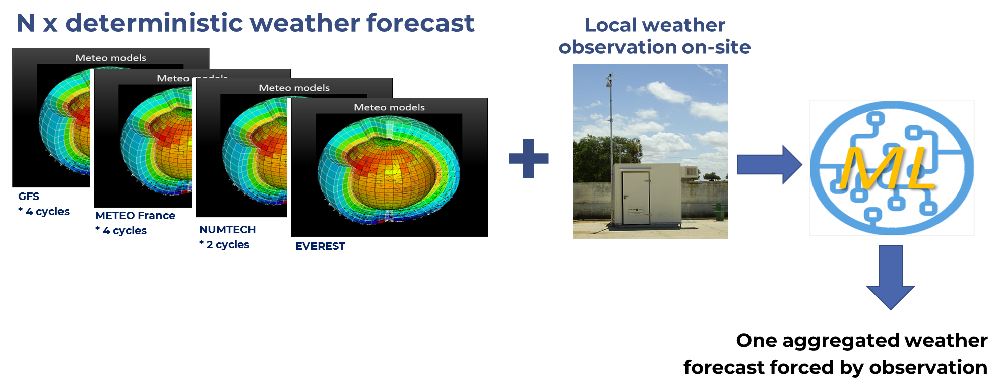 N x deterministic weather forecast
Local weather
observation on-site
Meteo models
Meteo models
Meteo models
Meteo models
GFS
* 4 cycles
METEO France
* 4 cycles
NUMTECH
* 2 cycles
EVEREST
ML
One aggregated weather
forecast forced by observation